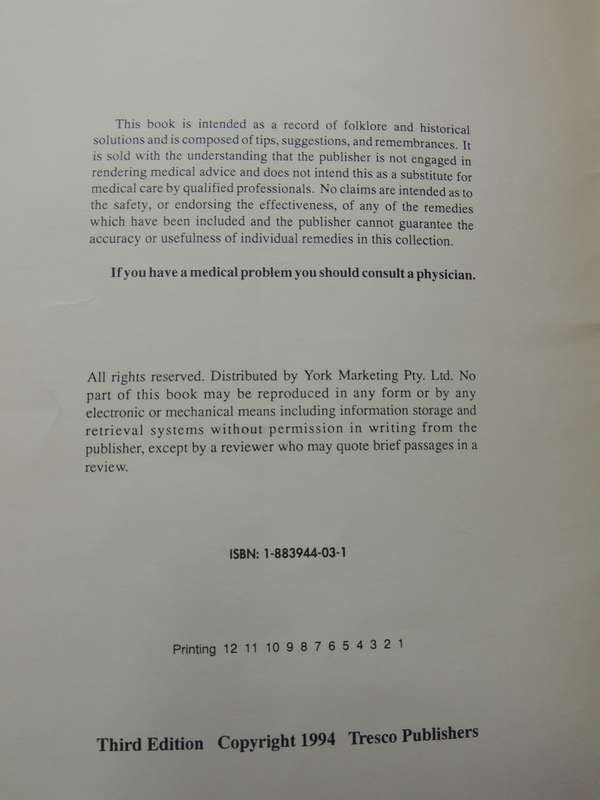 This book is intended as a record of folklore and historical
solutions and is composed of tips, suggestions, and remembrances. It
is sold with the understanding that the publisher is not engaged in
rendering medical advice and does not intend this as a substitute for
medical care by qualified professionals. No claims are intended as to
the safety, or endorsing the effectiveness, of any of the remedies
which have been included and the publisher cannot guarantee the
accuracy or usefulness of individual remedies in this collection.
If you have a medical problem you should consult a physician.
All rights reserved. Distributed by York Marketing Pty. Ltd. No
part of this book may be reproduced in any form or by any
electronic or mechanical means including information storage and
retrieval systems without permission in writing from the
publisher, except by a reviewer who may quote brief passages in a
review.
ISBN: 1-883944-03-1
Printing 12 11 10 9 8 7 6 5 4 3 2 1
Third Edition Copyright 1994 Tresco Publishers